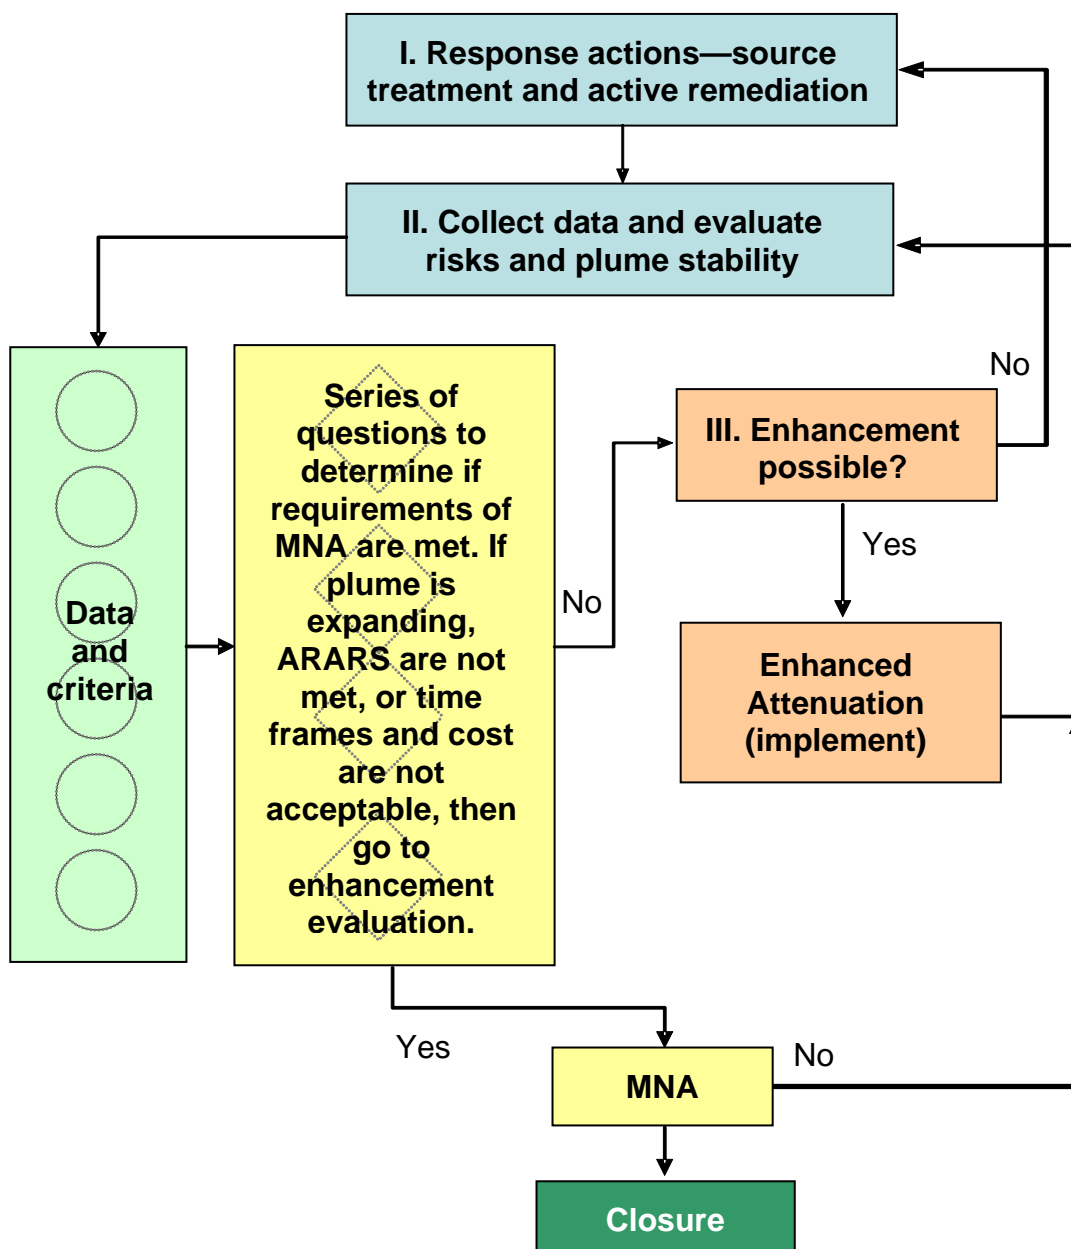 I. Response actions—source
treatment and active remediation
II. Collect data and evaluate
risks and plume stability
Data
and
criteria
Series of
questions to
determine if
requirements of
MNA are met. If
plume is
expanding,
ARARS are not
met, or time
frames and cost
are not
acceptable, then
go to
enhancement
evaluation.
No
III. Enhancement
possible?
No
Yes
Enhanced
Attenuation
(implement)
Yes
MNA
No
Closure